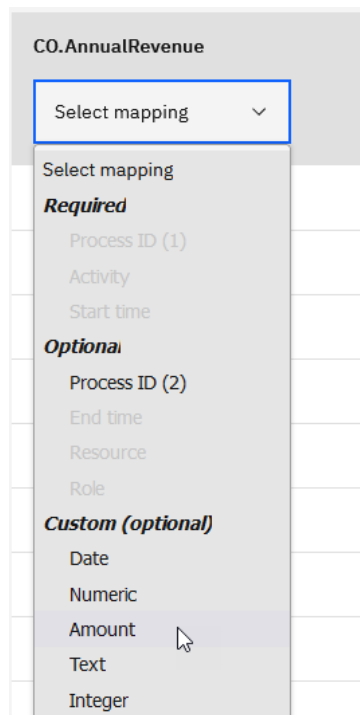 CO.AnnualRevenue
Select mapping
Select mapping
Required
Process ID (1)
Activity
Start time
Optional
Process ID (2)
End time
Resource
Role
Custom (optional)
Date
Numeric
Amount
Text
Integer